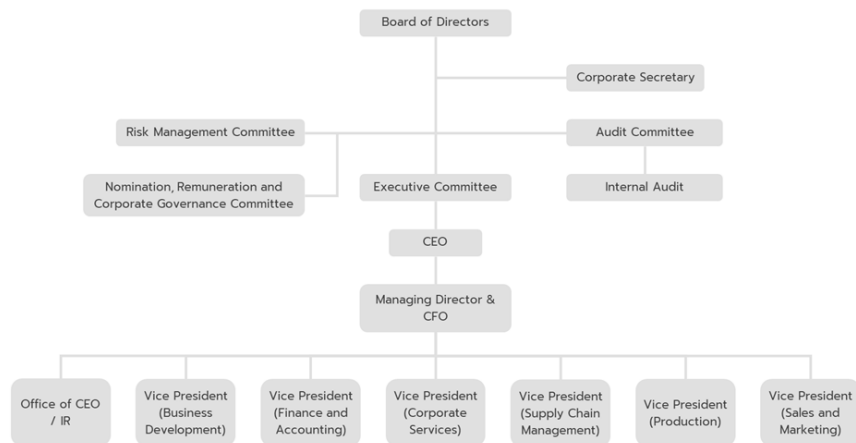 Board of Directors
Corporate Secretary
Risk Management Committee
Audit Committee
Nomination, Remuneration and
Corporate Governance Committee
Executive Committee
Internal Audit
CEO
Managing Director &
CFO
Office of CEO
/ IR
Vice President
(Business
Development)
Vice President
(Finance and
Accounting)
Vice President
(Corporate
Services)
Vice President
(Supply Chain
Management)
Vice President
(Production)
Vice President
(Sales and
Marketing)